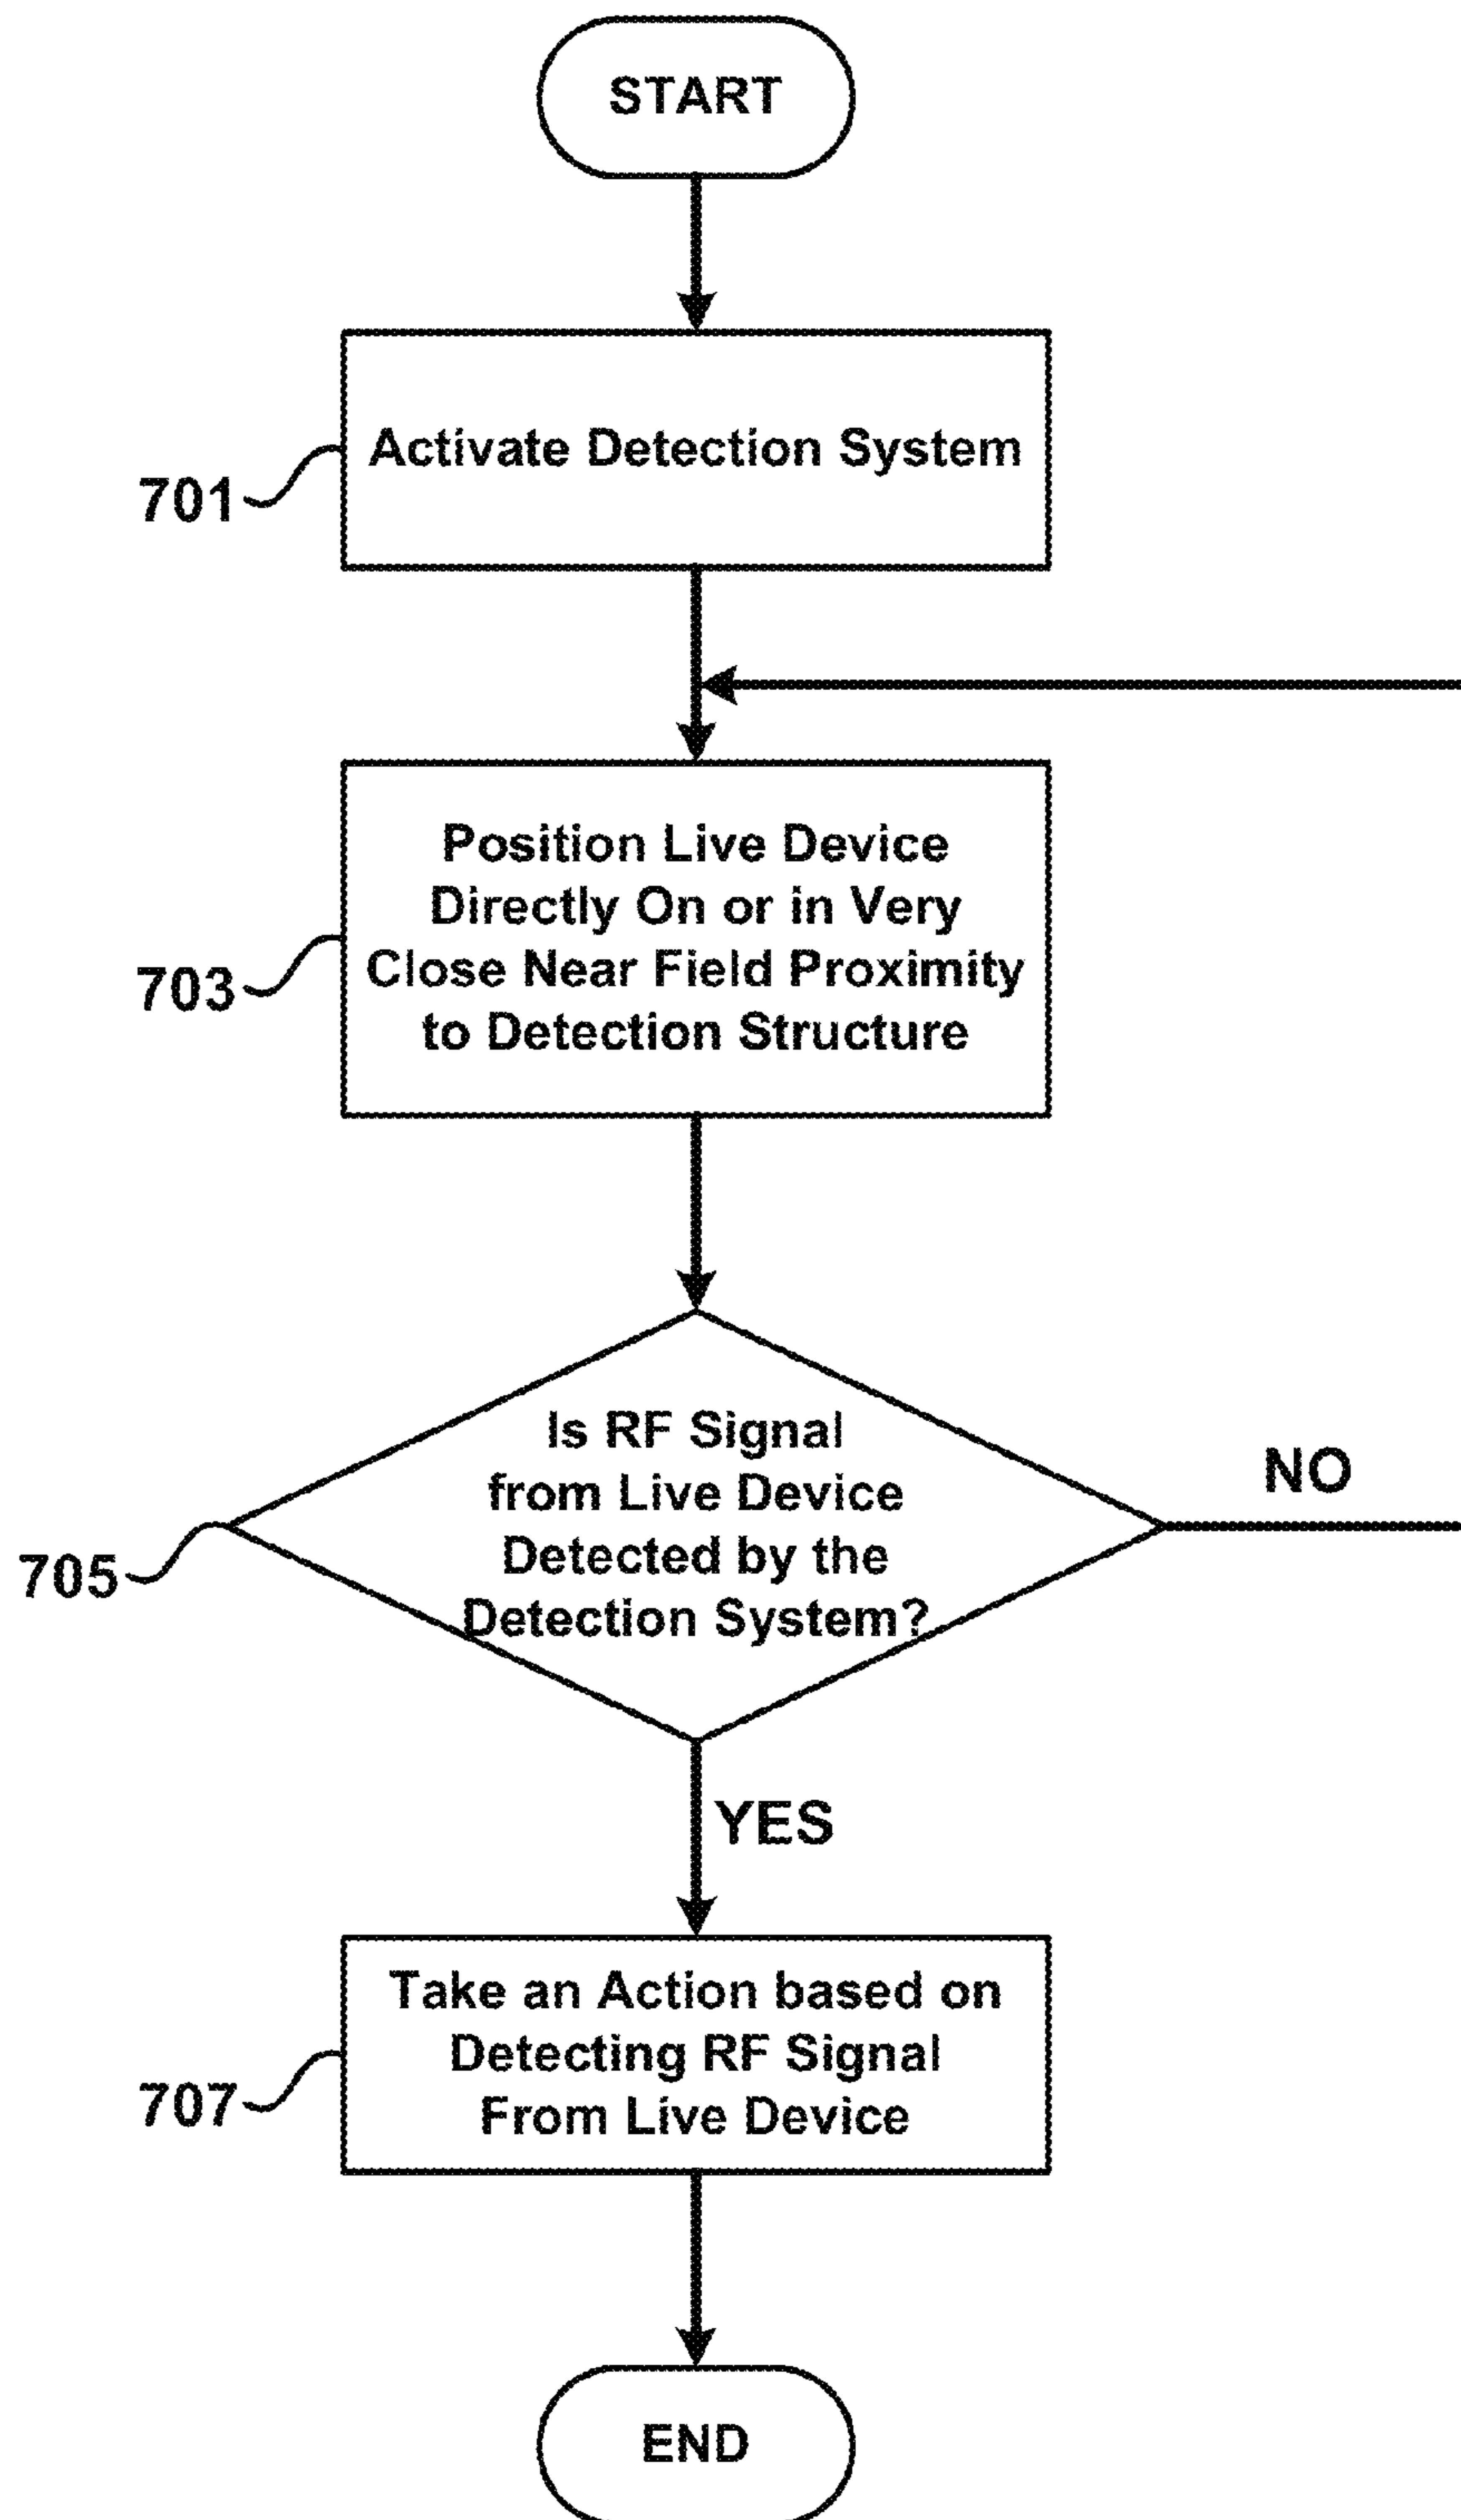 START
Activate Detection System
701
Position Live Device
Directly On or in Very
Close Near Field Proximity
to Detection Structure
703
Is RF Signal
from Live Device
Detected by the
Detection System?
NO
705
YES
Take an Action based on
Detecting RF Signal
From Live Device
707
END